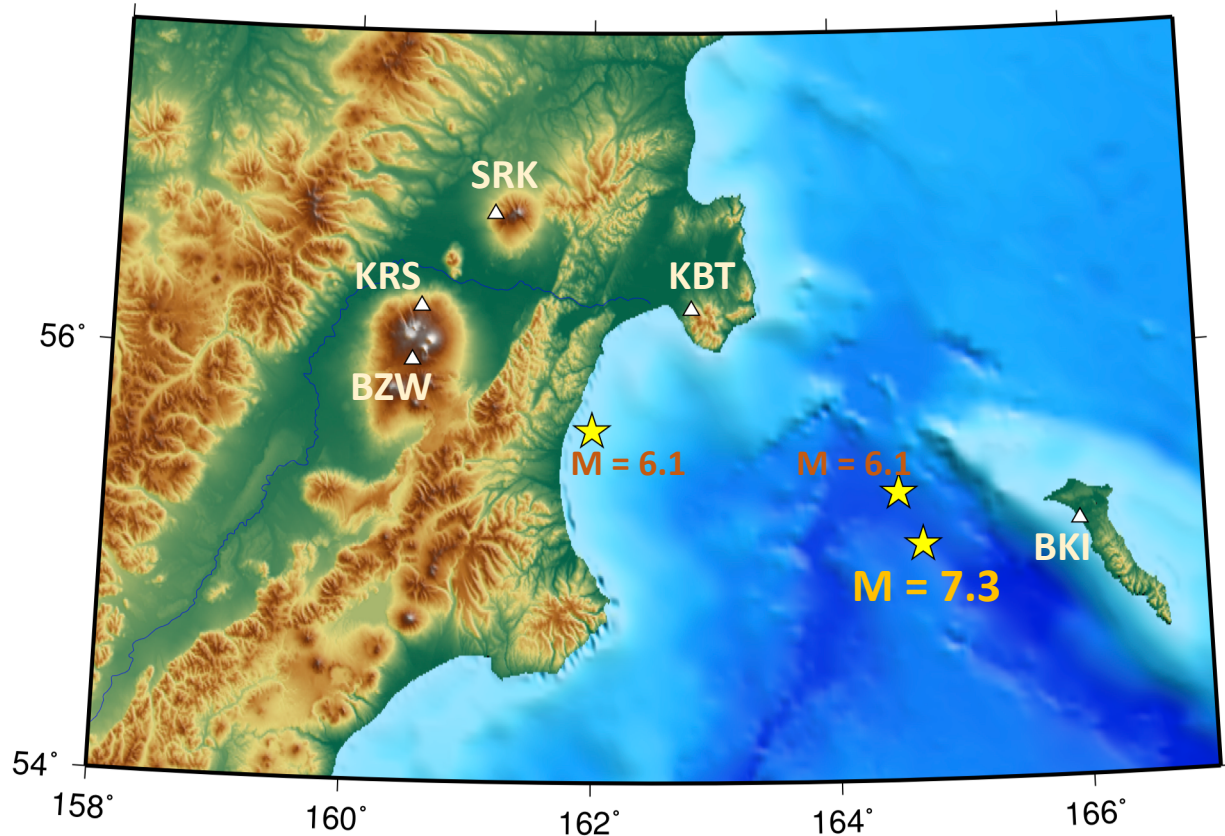 SRK
KRS
KBT
56°
BZW
M = 6.1
M = 6.1
BKI
M = 7.3
54°
158°
160°
162°
164°
166°